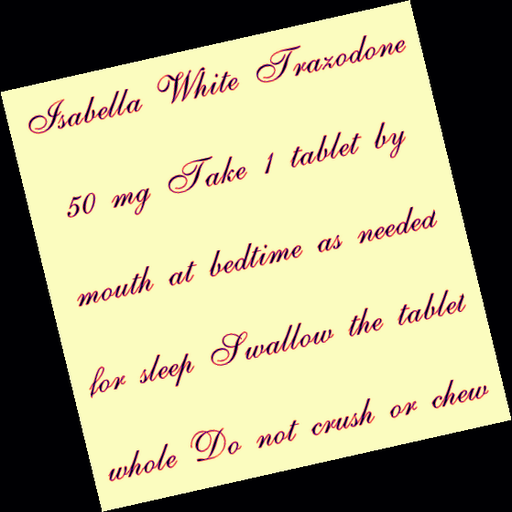 Isabella White Trazodone
50 mg Take 1 tablet by
mouth at bedtime as needed
for sleep Swallow the tablet
whole Do not crush or chew